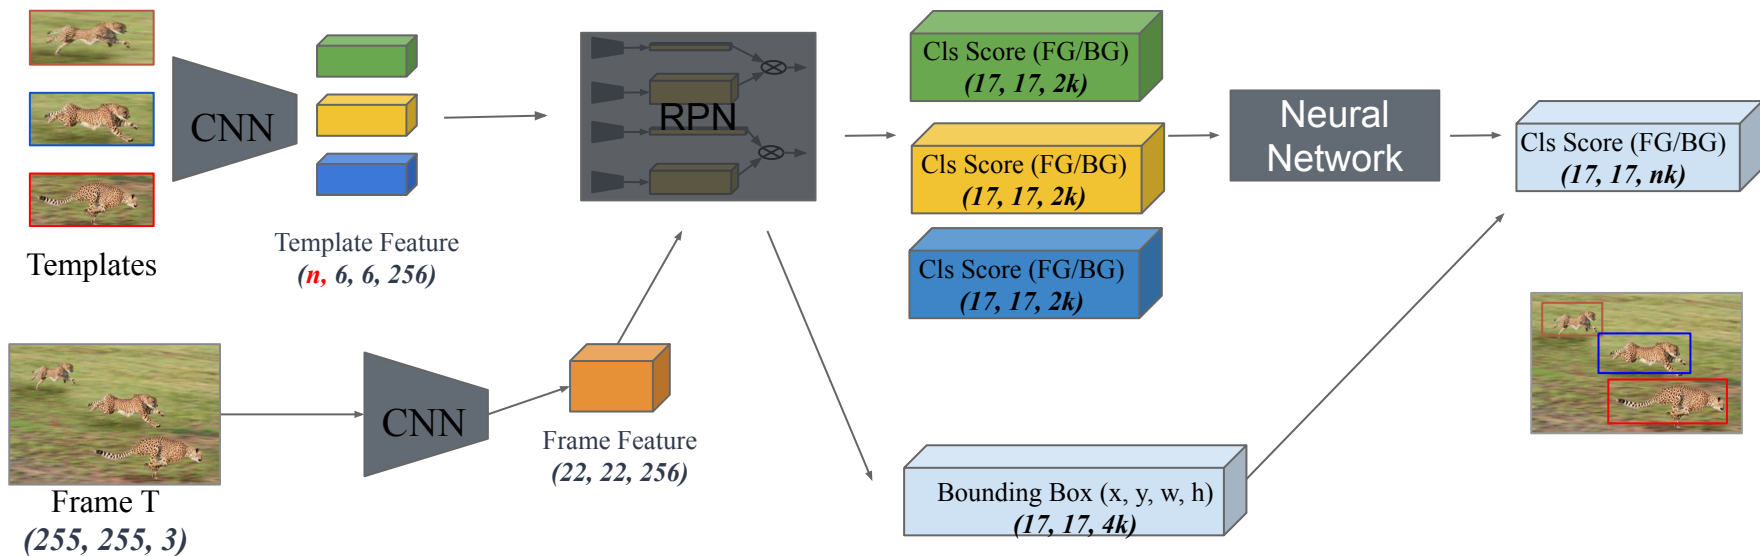 Templates
CNN
Template Feature
(n, 6, 6, 256)
RPN
Cls Score (FG/BG)
(17, 17, 2k)
Cls Score (FG/BG)
(17, 17, 2k)
Cls Score (FG/BG)
(17, 17, 2k)
Neural
Network
Cls Score (FG/BG)
(17, 17, nk)
Frame T
(255, 255, 3)
CNN
Frame Feature
(22, 22, 256)
Bounding Box (x, y, w, h)
(17, 17, 4k)